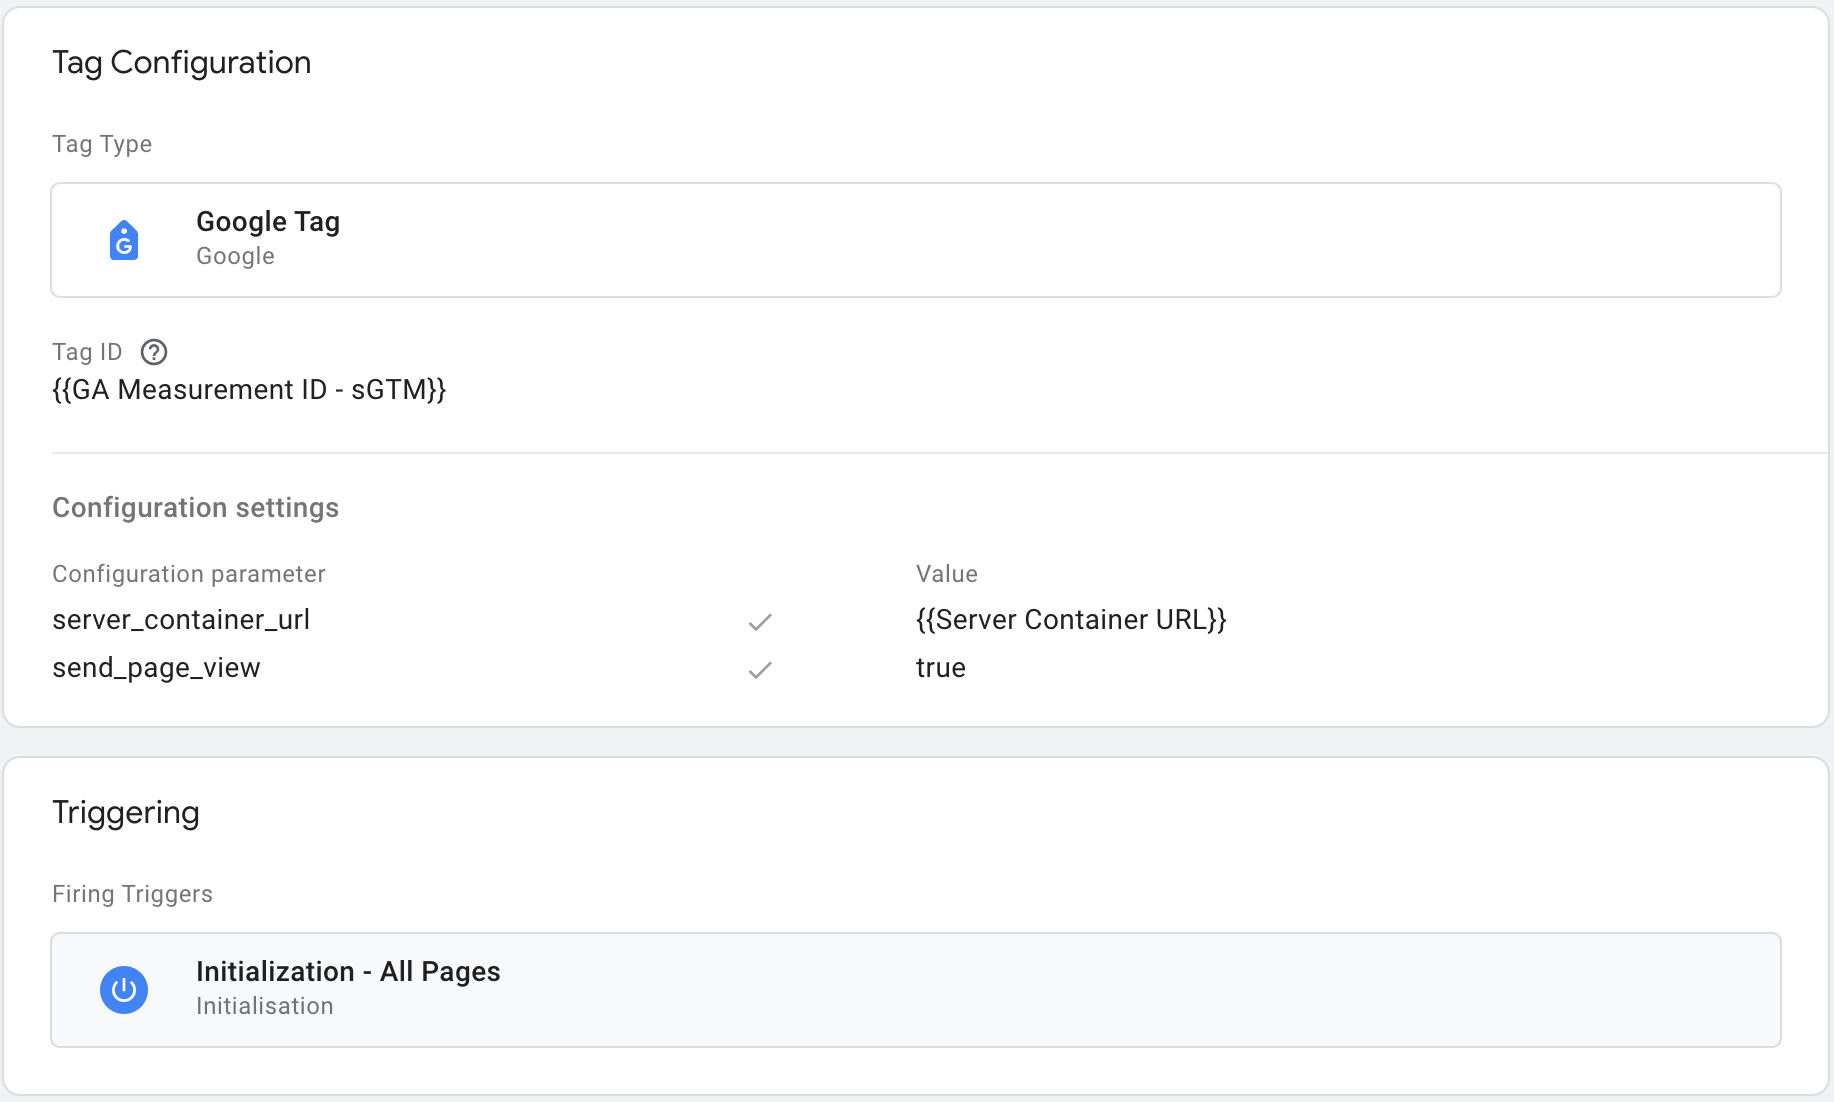 Tag Configuration
Tag Type
Google Tag
Google
Tag ID
{{GA Measurement ID - sGTM}}
Configuration settings
Configuration parameter Value
server_container_url {{Server Container URL}}
send_page_view true
Triggering
Firing Triggers
Initialization - All Pages
Initialisation